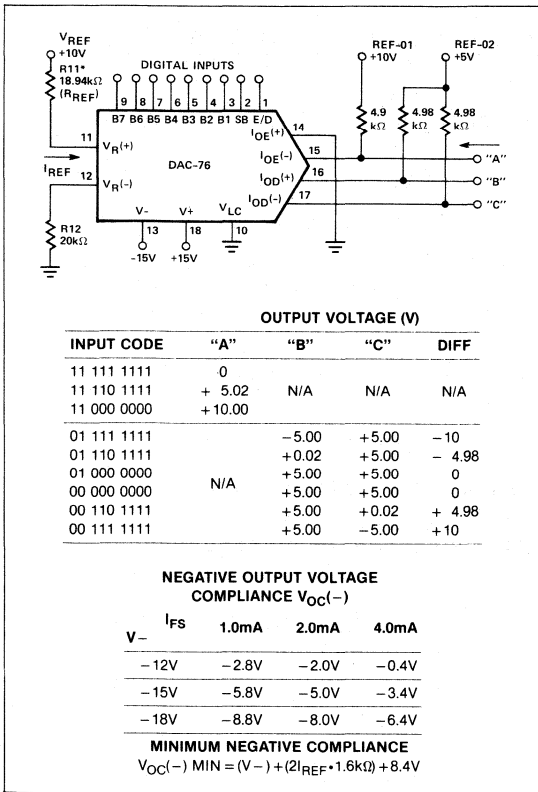 VREF
+10V
R11*
18.94kΩ
(RREF)
DIGITAL INPUTS
REF-01
+10V
REF-02
+5V
9 8 7 6 5 4 3 2 1
B7 B6 B5 B4 B3 B2 B1 SB E/D
4.9 kΩ
4.98 kΩ
4.98 kΩ
IOE(+) 14
11 VR(+)
IOE(-) 15
"A"
IREF
DAC-76
12 VR(-)
IOD(+) 16
"B"
IOD(-) 17
"C"
V- V+ VLC
R12
20kΩ
13 18 10
-15V +15V
OUTPUT VOLTAGE (V)
INPUT CODE "A" "B" "C" DIFF
11 111 1111 0
11 110 1111 + 5.02 N/A N/A N/A
11 000 0000 +10.00
01 111 1111 -5.00 +5.00 -10
01 110 1111 +0.02 +5.00 - 4.98
01 000 0000 +5.00 +5.00 0
N/A
00 000 0000 +5.00 +5.00 0
00 110 1111 +5.00 +0.02 + 4.98
00 111 1111 +5.00 -5.00 +10
NEGATIVE OUTPUT VOLTAGE
COMPLIANCE VOC(-)
V- IFS 1.0mA 2.0mA 4.0mA
-12V -2.8V -2.0V -0.4V
-15V -5.8V -5.0V -3.4V
-18V -8.8V -8.0V -6.4V
MINIMUM NEGATIVE COMPLIANCE
VOC(-) MIN = (V-) +(2IREF•1.6kΩ) +8.4V